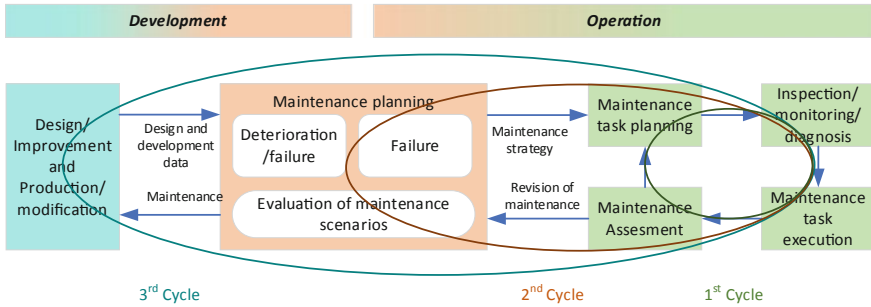 Development
Operation
Design/
Improvement
and
Production/
modification
Design and
development
data
Maintenance
Maintenance planning
Deterioration
/failure
Failure
Evaluation of maintenance
scenarios
Maintenance
strategy
Revision of
maintenance
Maintenance
task planning
Maintenance
Assesment
Inspection/
monitoring/
diagnosis
Maintenance
task
execution
3rd Cycle
2nd Cycle
1st Cycle